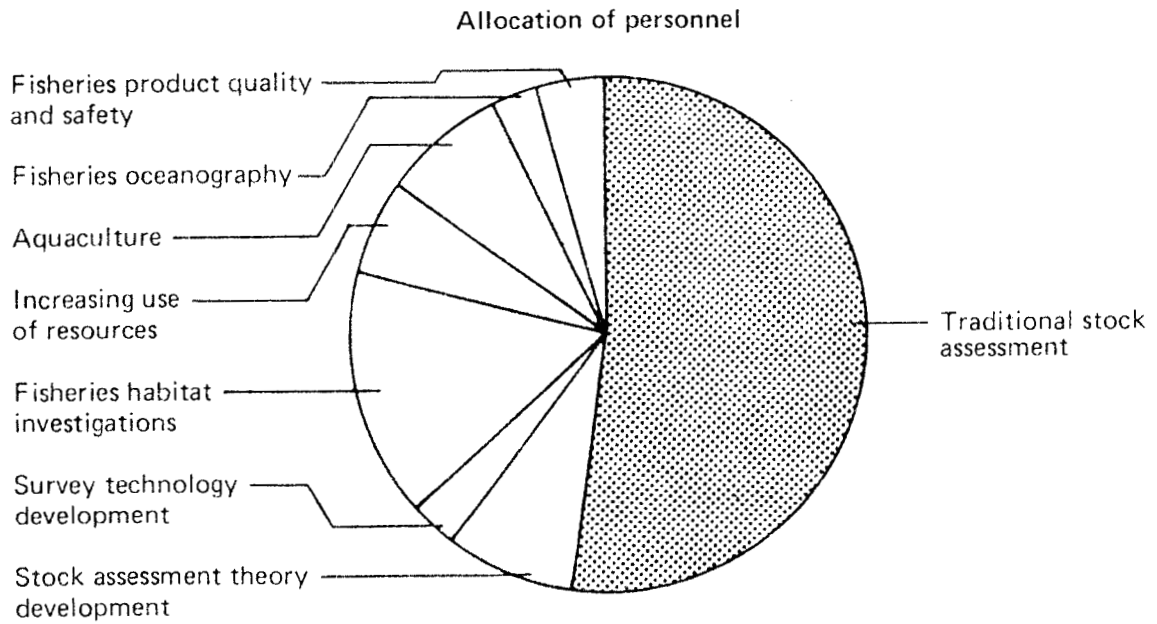 Allocation of personnel
Fisheries product quality
and safety
Fisheries oceanography
Aquaculture
Increasing use
of resources
Fisheries habitat
investigations
Survey technology
development
Stock assessment theory
development
Traditional stock
assessment